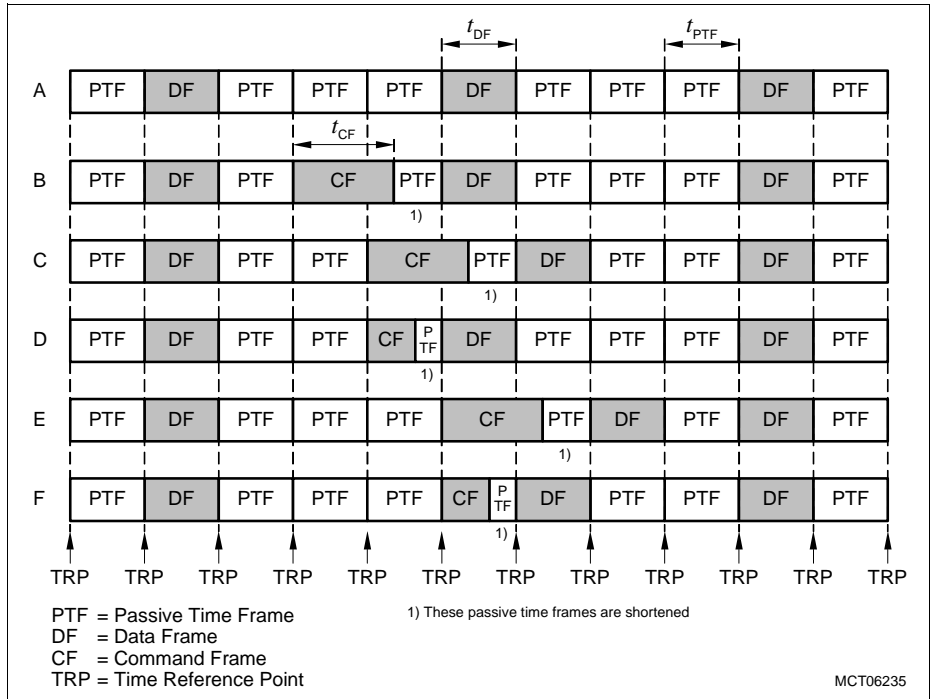 t DF t PTF
A PTF DF PTF PTF PTF DF PTF PTF PTF DF PTF
t CF
B PTF DF PTF CF PTF DF PTF PTF PTF DF PTF
1)
C PTF DF PTF PTF CF PTF DF PTF PTF DF PTF
1)
D PTF DF PTF PTF CF P TF DF PTF PTF PTF DF PTF
1)
E PTF DF PTF PTF PTF CF PTF DF PTF DF PTF
1)
F PTF DF PTF PTF PTF CF P TF DF PTF PTF DF PTF
1)
TRP TRP TRP TRP TRP TRP TRP TRP TRP TRP TRP TRP
PTF = Passive Time Frame
1) These passive time frames are shortened
DF = Data Frame
CF = Command Frame
TRP = Time Reference Point
MCT06235